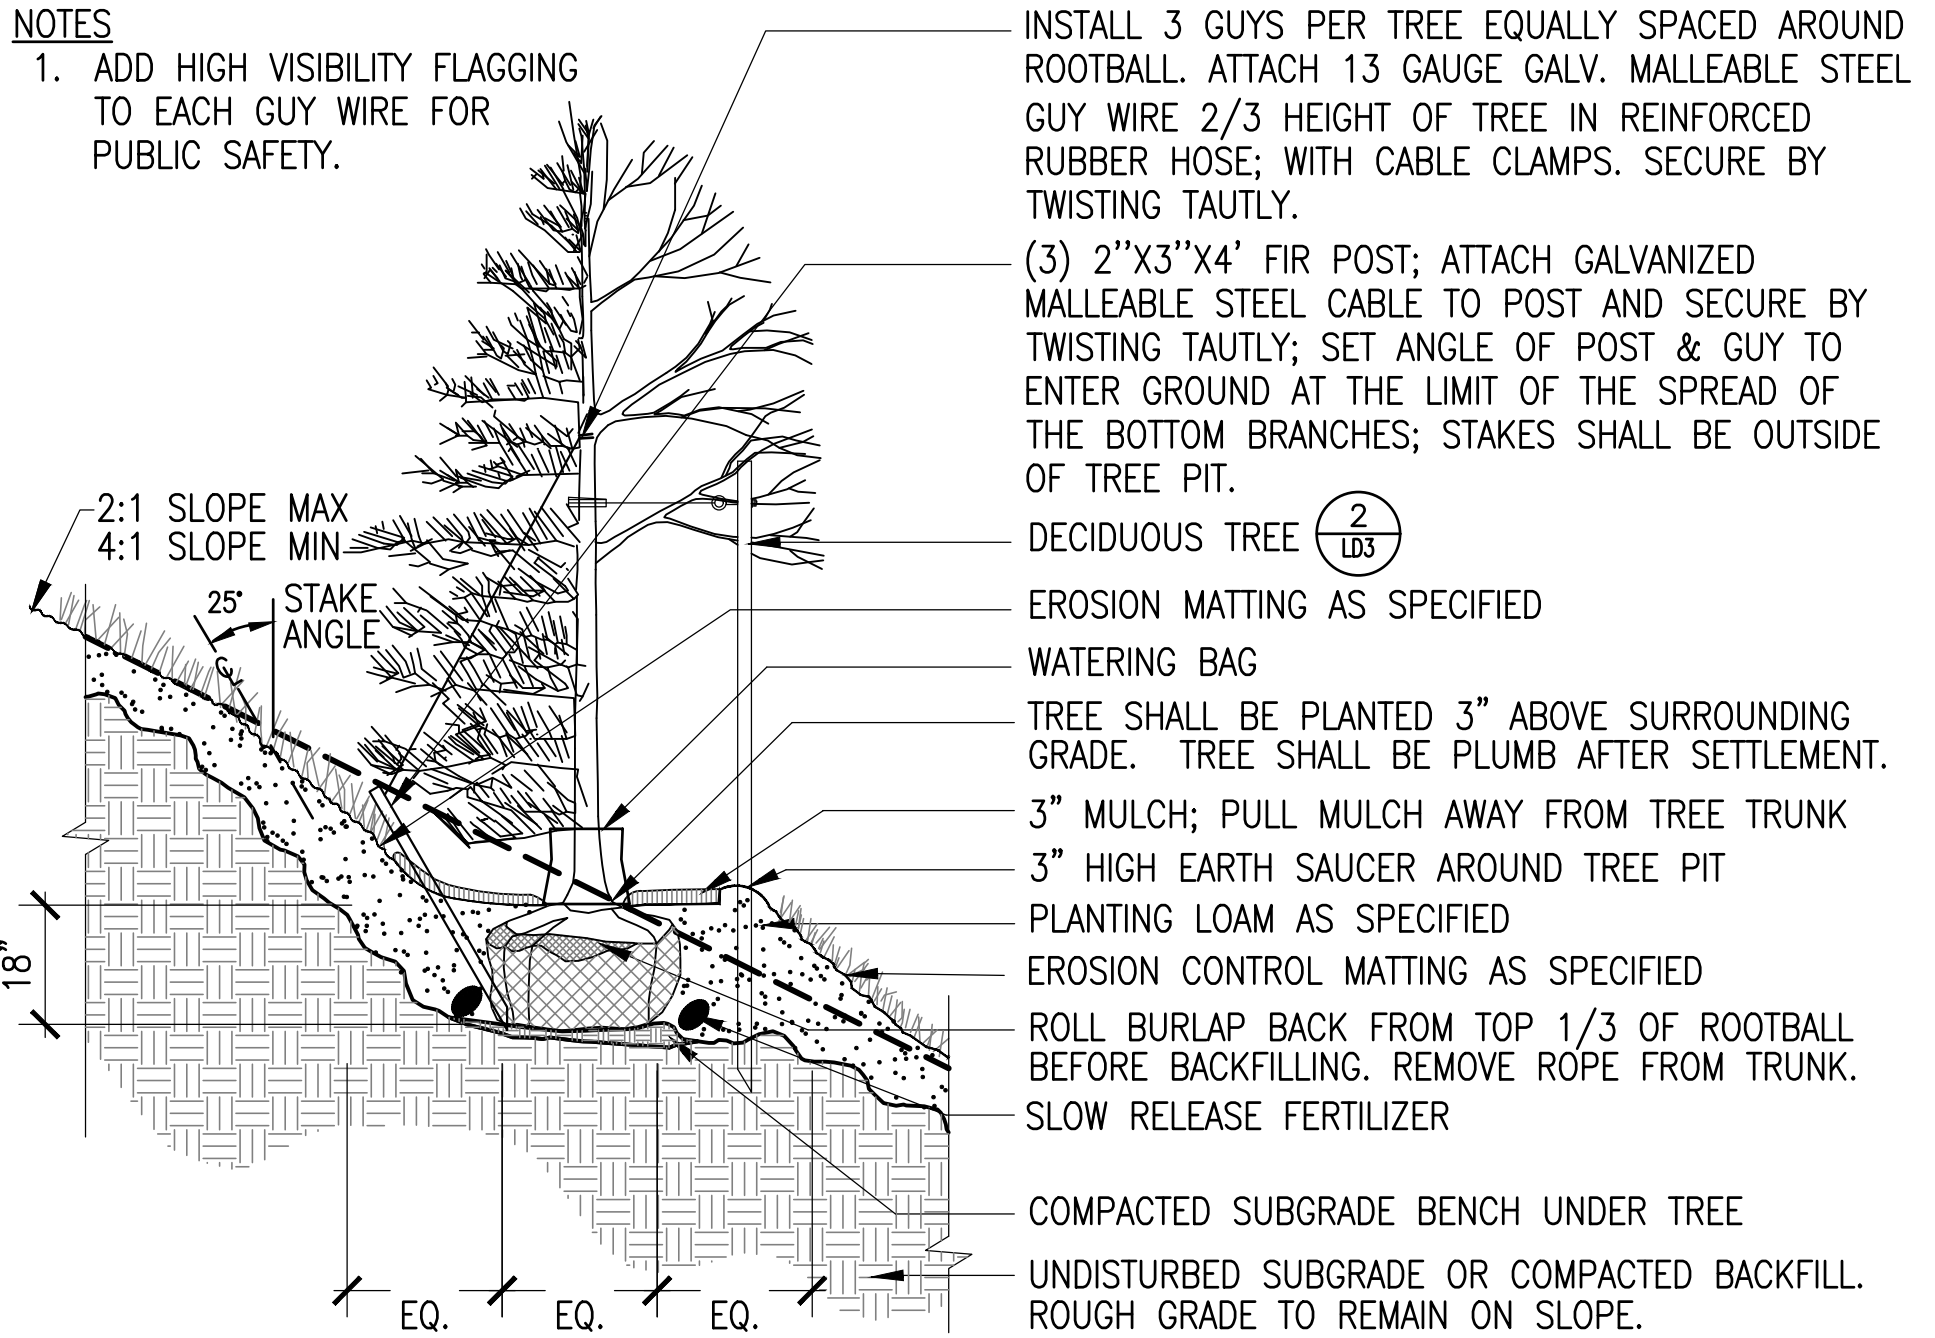 NOTES
1. ADD HIGH VISIBILITY FLAGGING
TO EACH GUY WIRE FOR
PUBLIC SAFETY.
INSTALL 3 GUYS PER TREE EQUALLY SPACED AROUND
ROOTBALL. ATTACH 13 GAUGE GALV. MALLEABLE STEEL
GUY WIRE 2/3 HEIGHT OF TREE IN REINFORCED
RUBBER HOSE; WITH CABLE CLAMPS. SECURE BY
TWISTING TAUTLY.
(3) 2''X3''X4' FIR POST; ATTACH GALVANIZED
MALLEABLE STEEL CABLE TO POST AND SECURE BY
TWISTING TAUTLY; SET ANGLE OF POST & GUY TO
ENTER GROUND AT THE LIMIT OF THE SPREAD OF
THE BOTTOM BRANCHES; STAKES SHALL BE OUTSIDE
OF TREE PIT.
2:1 SLOPE MAX
4:1 SLOPE MIN
25°
STAKE
ANGLE
℄
DECIDUOUS TREE
2
LD3
EROSION MATTING AS SPECIFIED
WATERING BAG
TREE SHALL BE PLANTED 3" ABOVE SURROUNDING
GRADE. TREE SHALL BE PLUMB AFTER SETTLEMENT.
3" MULCH; PULL MULCH AWAY FROM TREE TRUNK
3" HIGH EARTH SAUCER AROUND TREE PIT
PLANTING LOAM AS SPECIFIED
EROSION CONTROL MATTING AS SPECIFIED
18"
ROLL BURLAP BACK FROM TOP 1/3 OF ROOTBALL
BEFORE BACKFILLING. REMOVE ROPE FROM TRUNK.
SLOW RELEASE FERTILIZER
COMPACTED SUBGRADE BENCH UNDER TREE
UNDISTURBED SUBGRADE OR COMPACTED BACKFILL.
ROUGH GRADE TO REMAIN ON SLOPE.
EQ. EQ. EQ.